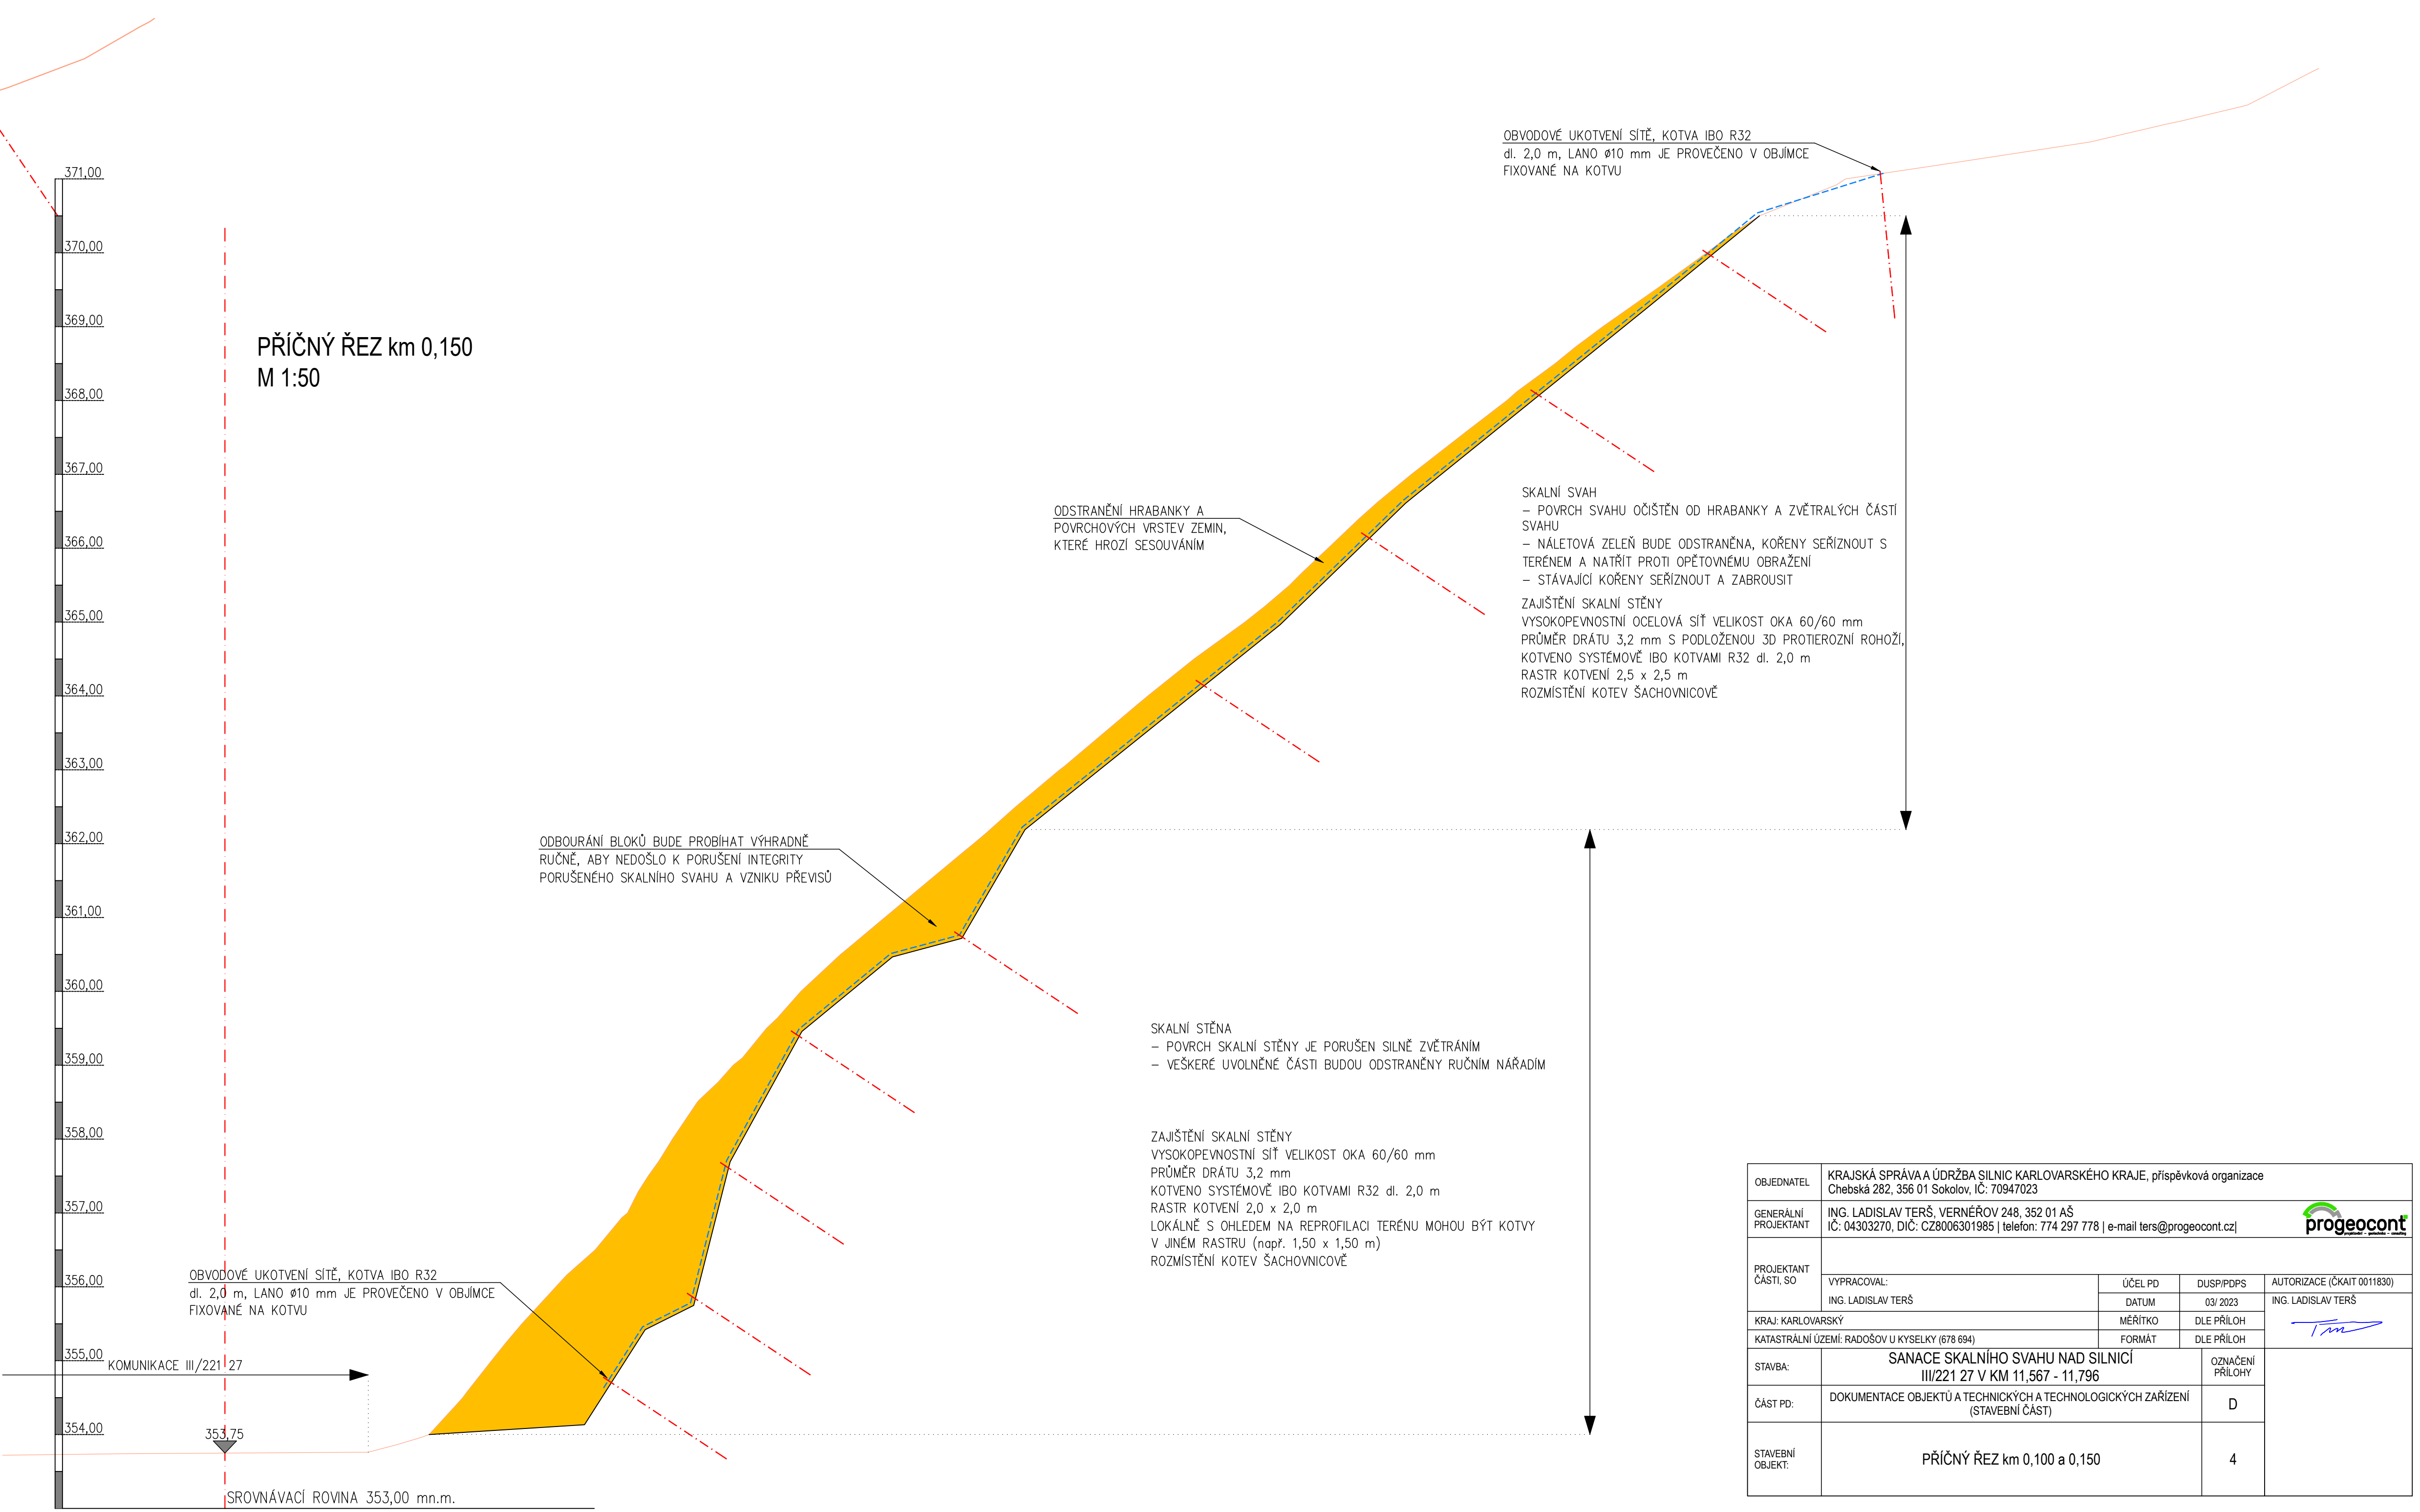 OBVODOVÉ UKOTVENÍ SÍTĚ, KOTVA IBO R32
dl. 2,0 m, LANO ø10 mm JE PROVEČENO V OBJÍMCE
FIXOVANÉ NA KOTVU
371,00
370,00
369,00
368,00
367,00
366,00
365,00
364,00
363,00
362,00
361,00
360,00
359,00
358,00
357,00
356,00
355,00
354,00
PŘÍČNÝ ŘEZ km 0,150
M 1:50
ODSTRANĚNÍ HRABANKY A
POVRCHOVÝCH VRSTEV ZEMIN,
KTERÉ HROZÍ SESOUVÁNÍM
SKALNÍ SVAH
– POVRCH SVAHU OČIŠTĚN OD HRABANKY A ZVĚTRALÝCH ČÁSTÍ
SVAHU
– NÁLETOVÁ ZELEŇ BUDE ODSTRANĚNA, KOŘENY SEŘÍZNOUT S
TERÉNEM A NATŘÍT PROTI OPĚTOVNÉMU OBRAŽENÍ
– STÁVAJÍCÍ KOŘENY SEŘÍZNOUT A ZABROUSIT
ZAJIŠTĚNÍ SKALNÍ STĚNY
VYSOKOPEVNOSTNÍ OCELOVÁ SÍŤ VELIKOST OKA 60/60 mm
PRŮMĚR DRÁTU 3,2 mm S PODLOŽENOU 3D PROTIEROZNÍ ROHOŽÍ,
KOTVENO SYSTÉMOVĚ IBO KOTVAMI R32 dl. 2,0 m
RASTR KOTVENÍ 2,5 x 2,5 m
ROZMÍSTĚNÍ KOTEV ŠACHOVNICOVĚ
ODBOURÁNÍ BLOKŮ BUDE PROBÍHAT VÝHRADNĚ
RUČNĚ, ABY NEDOŠLO K PORUŠENÍ INTEGRITY
PORUŠENÉHO SKALNÍHO SVAHU A VZNIKU PŘEVISŮ
SKALNÍ STĚNA
– POVRCH SKALNÍ STĚNY JE PORUŠEN SILNĚ ZVĚTRÁNÍM
– VEŠKERÉ UVOLNĚNÉ ČÁSTI BUDOU ODSTRANĚNY RUČNÍM NÁŘADÍM
ZAJIŠTĚNÍ SKALNÍ STĚNY
VYSOKOPEVNOSTNÍ SÍŤ VELIKOST OKA 60/60 mm
PRŮMĚR DRÁTU 3,2 mm
KOTVENO SYSTÉMOVĚ IBO KOTVAMI R32 dl. 2,0 m
RASTR KOTVENÍ 2,0 x 2,0 m
LOKÁLNĚ S OHLEDEM NA REPROFILACI TERÉNU MOHOU BÝT KOTVY
V JINÉM RASTRU (např. 1,50 x 1,50 m)
ROZMÍSTĚNÍ KOTEV ŠACHOVNICOVĚ
OBVODOVÉ UKOTVENÍ SÍTĚ, KOTVA IBO R32
dl. 2,0 m, LANO ø10 mm JE PROVEČENO V OBJÍMCE
FIXOVANÉ NA KOTVU
KOMUNIKACE III/221 27
353,75
SROVNÁVACÍ ROVINA 353,00 mn.m.
OBJEDNATEL
KRAJSKÁ SPRÁVA A ÚDRŽBA SILNIC KARLOVARSKÉHO KRAJE, příspěvková organizace
Chebská 282, 356 01 Sokolov, IČ: 70947023
GENERÁLNÍ
PROJEKTANT
ING. LADISLAV TERŠ, VERNÉŘOV 248, 352 01 AŠ
IČ: 04303270, DIČ: CZ8006301985 | telefon: 774 297 778 | e-mail ters@progeocont.cz|
progeocont
PROJEKTANT
ČÁSTI, SO
VYPRACOVAL:
ING. LADISLAV TERŠ
ÚČEL PD
DUSP/PDPS
AUTORIZACE (ČKAIT 0011830)
DATUM
03/ 2023
ING. LADISLAV TERŠ
KRAJ: KARLOVARSKÝ
MĚŘÍTKO
DLE PŘÍLOH
KATASTRÁLNÍ ÚZEMÍ: RADOŠOV U KYSELKY (678 694)
FORMÁT
DLE PŘÍLOH
STAVBA:
SANACE SKALNÍHO SVAHU NAD SILNICÍ
III/221 27 V KM 11,567 - 11,796
OZNAČENÍ
PŘÍLOHY
ČÁST PD:
DOKUMENTACE OBJEKTŮ A TECHNICKÝCH A TECHNOLOGICKÝCH ZAŘÍZENÍ
(STAVEBNÍ ČÁST)
D
STAVEBNÍ
OBJEKT:
PŘÍČNÝ ŘEZ km 0,100 a 0,150
4